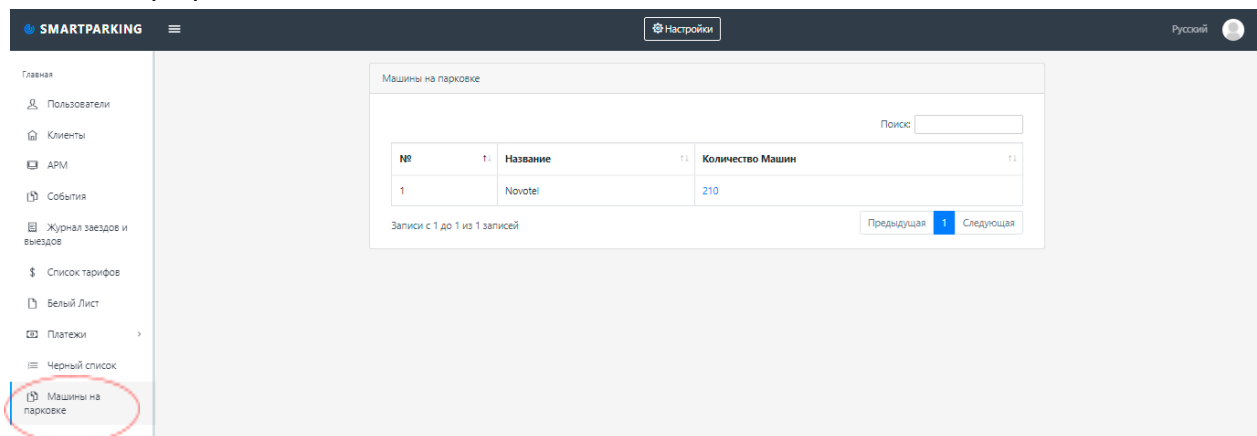 SMARTPARKING
Настройки
Русский
Главная
Пользователи
Клиенты
АРМ
События
Журнал заездов и
выездов
Список тарифов
Белый Лист
Платежи
Черный список
Машины на
парковке
Машины на парковке
Поиск:
№ Название Количество Машин
1 Novotel 210
Записи с 1 до 1 из 1 записей
Предыдущая 1 Следующая